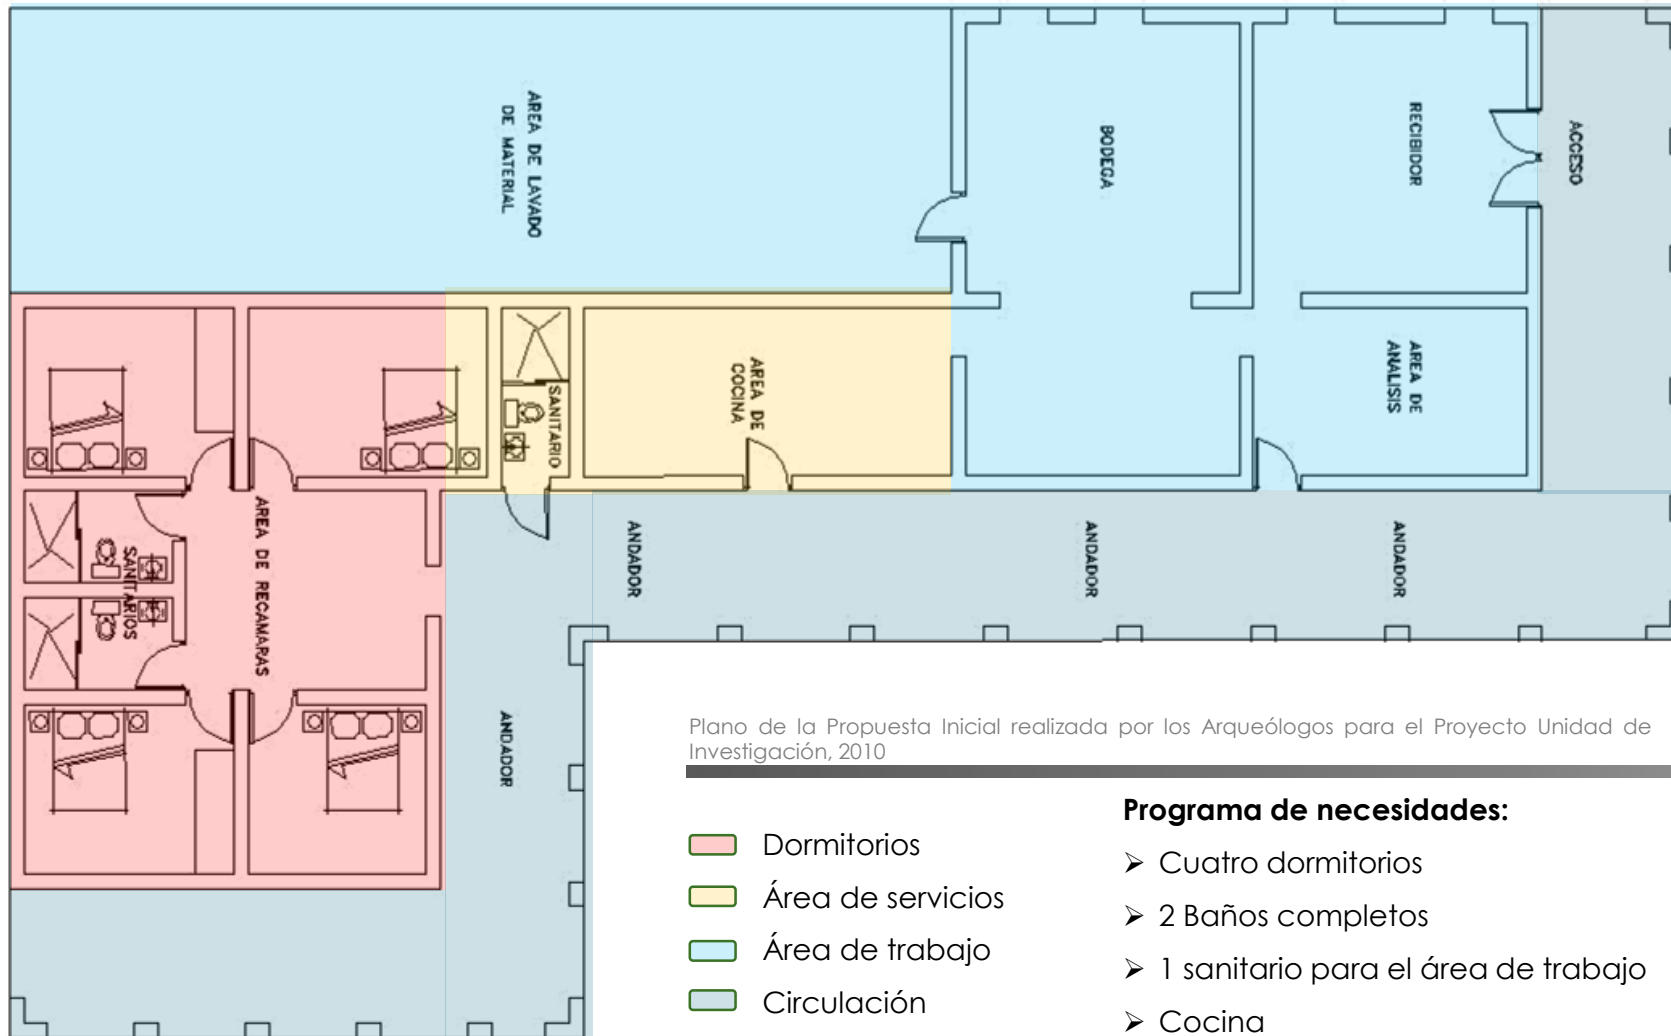 AREA DE LAVADO
DE MATERIAL
BODEGA
RECIBIDOR
ACCESO
AREA DE
COCINA
SANITARIO
AREA DE
ANALISIS
AREA DE RECAMARAS
SANITARIOS
ANDADOR
ANDADOR
ANDADOR
ANDADOR
Plano de la Propuesta Inicial realizada por los Arqueólogos para el Proyecto Unidad de
Investigación, 2010
Dormitorios
Área de servicios
Área de trabajo
Circulación
Programa de necesidades:
➢ Cuatro dormitorios
➢ 2 Baños completos
➢ 1 sanitario para el área de trabajo
➢ Cocina